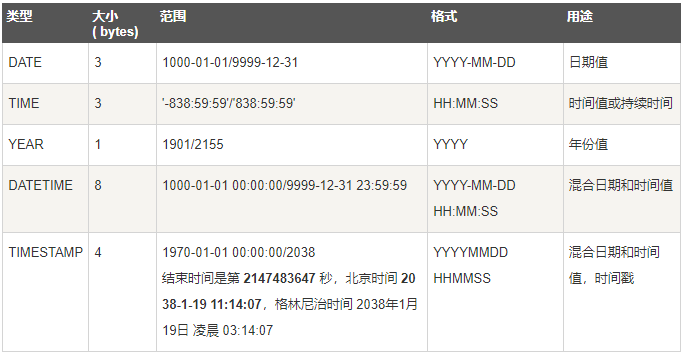 类型 大小 范围 格式 用途
( bytes)
DATE 3 1000-01-01/9999-12-31 YYYY-MM-DD 日期值
TIME 3 '-838:59:59'/'838:59:59' HH:MM:SS 时间值或持续时间
YEAR 1 1901/2155 YYYY 年份值
DATETIME 8 1000-01-01 00:00:00/9999-12-31 23:59:59 YYYY-MM-DD 混合日期和时间值
HH:MM:SS
TIMESTAMP 4 1970-01-01 00:00:00/2038 YYYYMMDD 混合日期和时间
结束时间是第 2147483647 秒，北京时间 20 HHMMSS 值，时间戳
38-1-19 11:14:07，格林尼治时间 2038年1月
19日 凌晨 03:14:07